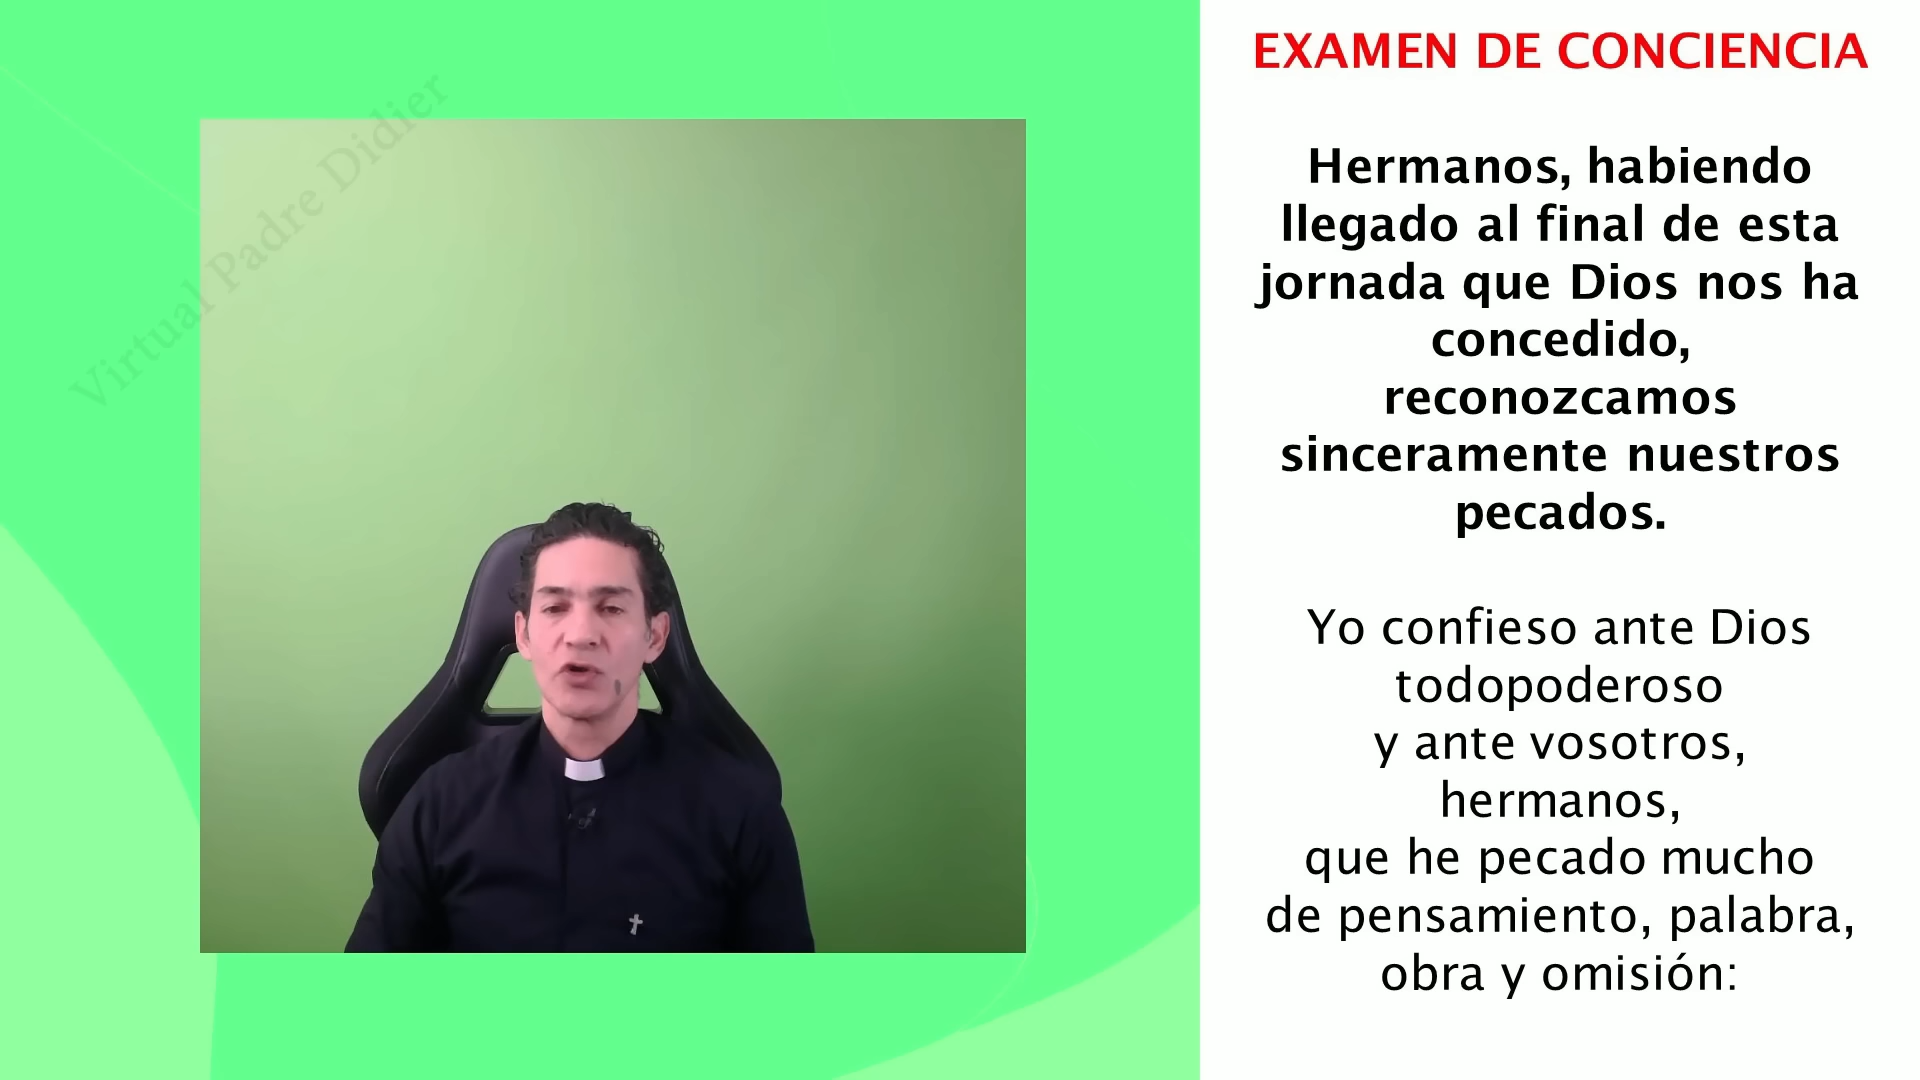 EXAMEN DE CONCIENCIA
Hermanos, habiendo
llegado al final de esta
jornada que Dios nos ha
concedido,
reconozcamos
sinceramente nuestros
pecados.
Yo confieso ante Dios
todopoderoso
y ante vosotros,
hermanos,
que he pecado mucho
de pensamiento, palabra,
obra y omisión:
Virtual Padre Didier